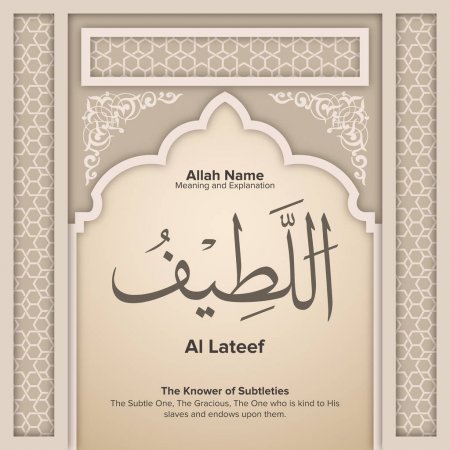 Allah Name
Meaning and Explanation
اللَّطِيْفُ
Al Lateef
The Knower of Subtleties
The Subtle One, The Gracious, The One who is kind to His
slaves and endows upon them.